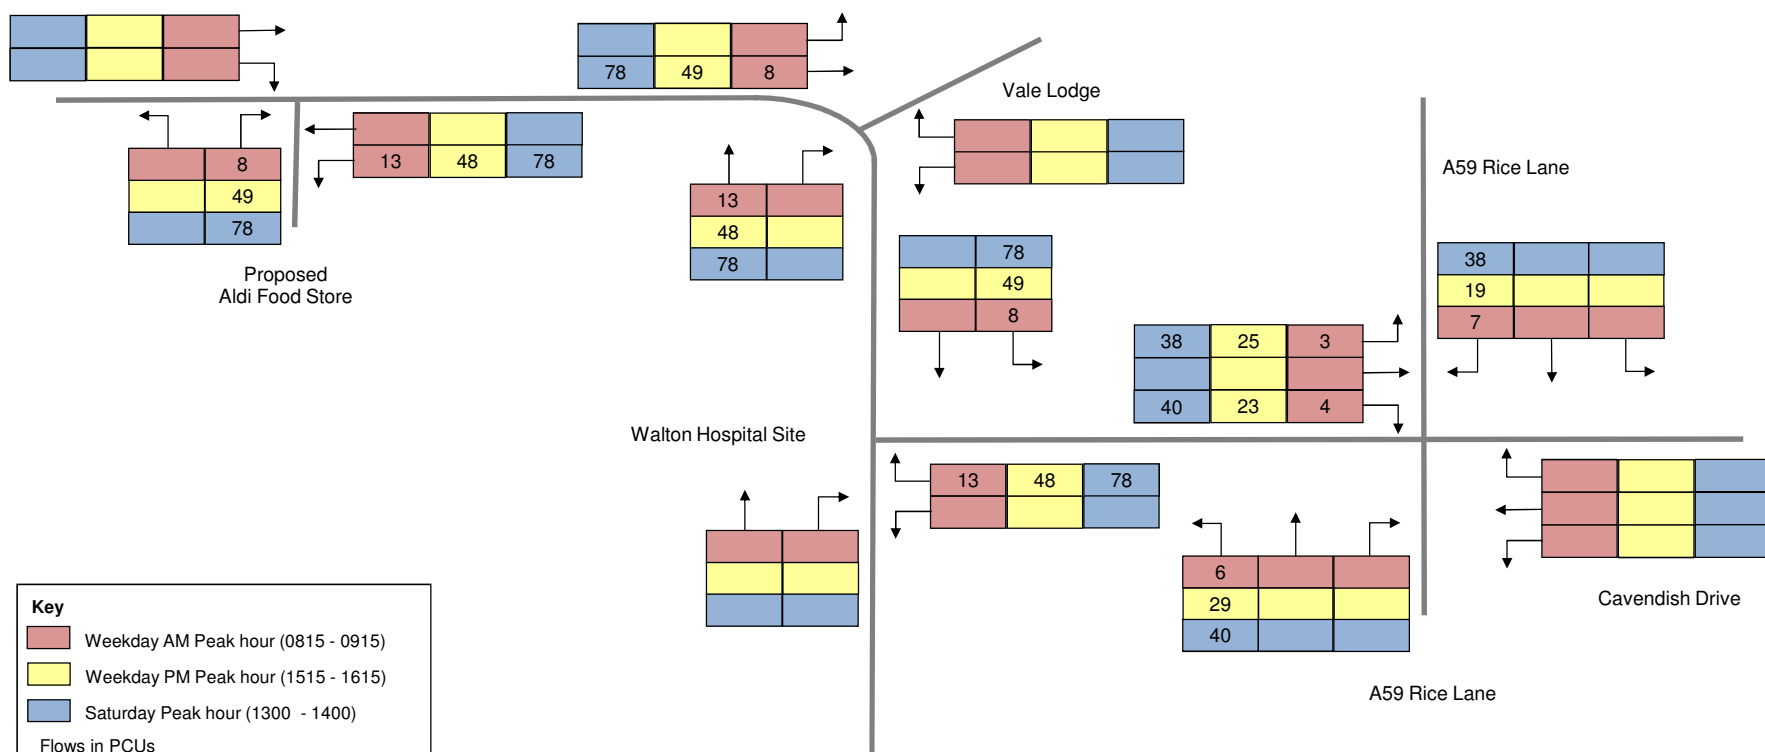 78 49 8
Vale Lodge
8
49
78
13 48 78
A59 Rice Lane
13
48
78
Proposed
Aldi Food Store
78
49
8
38
19
7
38 25 3
40 23 4
Walton Hospital Site
13 48 78
6
29
40
Cavendish Drive
A59 Rice Lane
Key
Weekday AM Peak hour (0815 - 0915)
Weekday PM Peak hour (1515 - 1615)
Saturday Peak hour (1300 - 1400)
Flows in PCUs